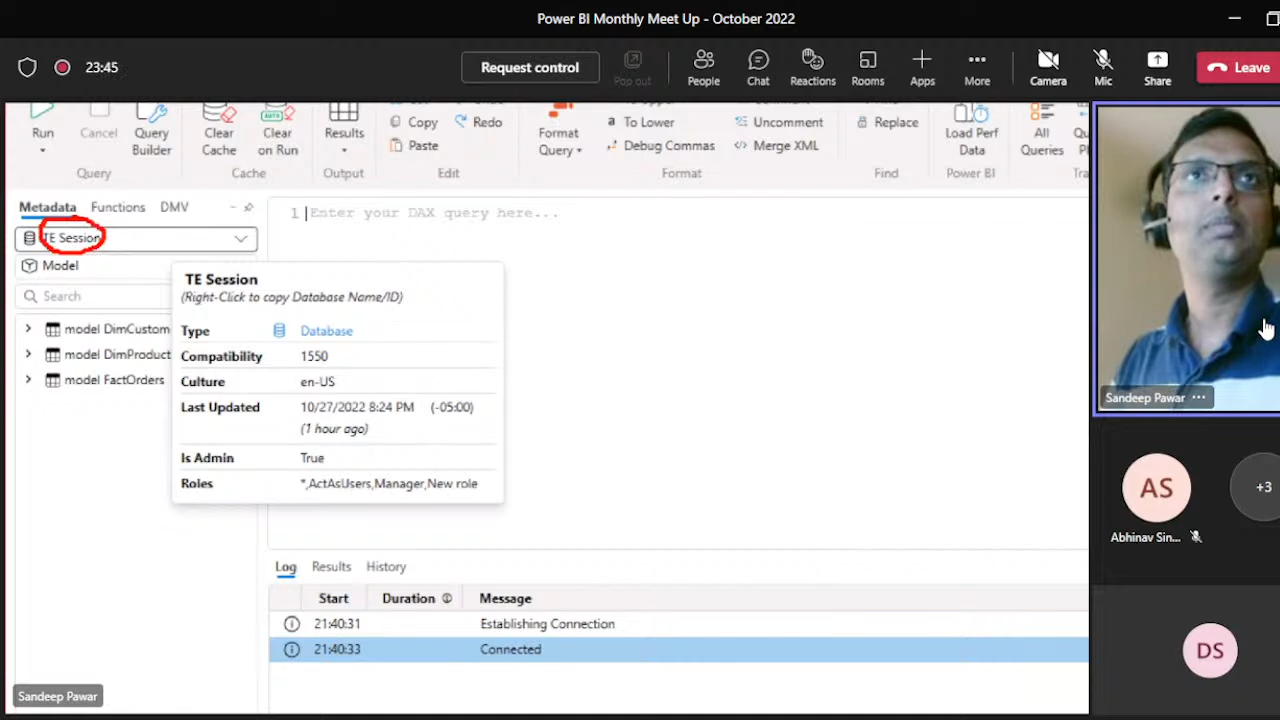 Power BI Monthly Meet Up - October 2022
23:45
Request control
Pop out
People
Chat
Reactions
Rooms
Apps
More
Camera
Mic
Share
Leave
Run
Cancel
Query
Builder
Clear
Cache
Clear
on Run
AUTO
Results
Copy
Paste
Redo
Format
Query
To Lower
Debug Commas
Uncomment
Merge XML
Replace
Load Perf
Data
All
Queries
Query
Cache
Output
Edit
Format
Find
Power BI
Metadata
Functions
DMV
TE Session
Model
Search
model DimCustom
model DimProduct
model FactOrders
1 Enter your DAX query here...
TE Session
(Right-Click to copy Database Name/ID)
Type Database
Compatibility 1550
Culture en-US
Last Updated 10/27/2022 8:24 PM (-05:00)
(1 hour ago)
Is Admin True
Roles *,ActAsUsers,Manager,New role
Log Results History
Start Duration Message
21:40:31 Establishing Connection
21:40:33 Connected
Sandeep Pawar
Sandeep Pawar
AS
+3
Abhinav Sin...
DS